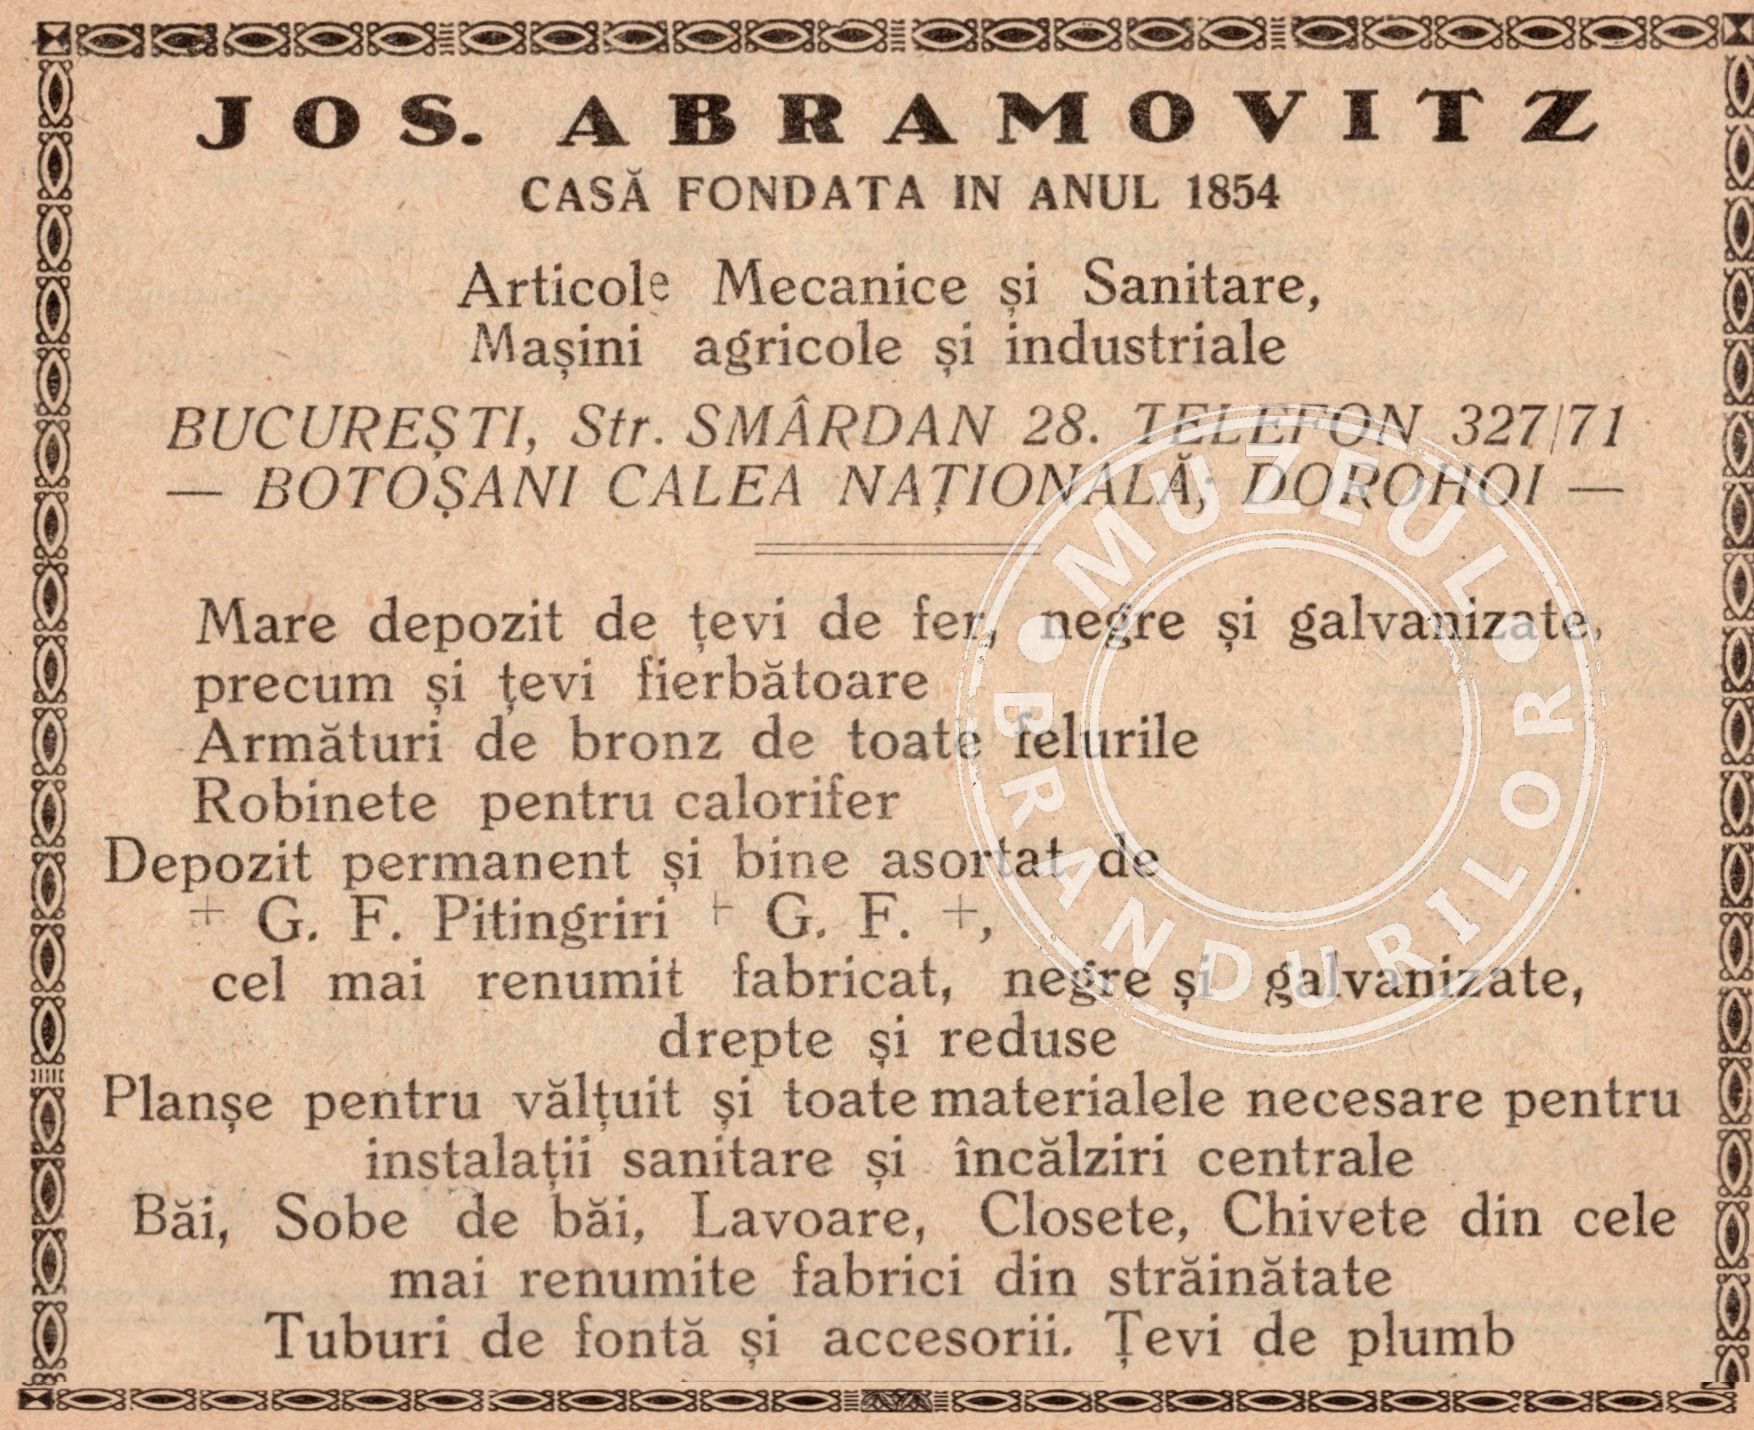 JOS. ABRAMOVITZ
CASĂ FONDATA IN ANUL 1854
Articole Mecanice și Sanitare,
Mașini agricole și industriale
BUCUREȘTI, Str. SMÂRDAN 28. TELEFON 327/71
— BOTOȘANI CALEA NAȚIONALĂ; DOROHOI —
Mare depozit de țevi de fer, negre și galvanizate,
precum și țevi fierbătoare
Armături de bronz de toate felurile
Robinete pentru calorifer
Depozit permanent și bine asortat de
+ G. F. Pitingriri + G. F. +,
cel mai renumit fabricat, negre și galvanizate,
drepte și reduse
Planșe pentru vălțuit și toate materialele necesare pentru
instalații sanitare și încălziri centrale
Băi, Sobe de băi, Lavoare, Closete, Chivete din cele
mai renumite fabrici din străinătate
Tuburi de fontă și accesorii. Țevi de plumb
MUZEUL BRANDURILOR